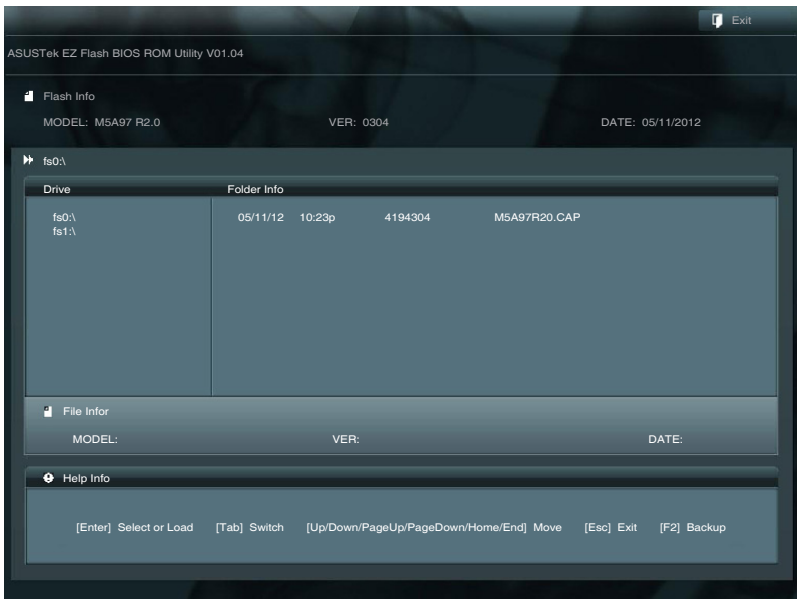 Exit
ASUSTek EZ Flash BIOS ROM Utility V01.04
Flash Info
MODEL: M5A97 R2.0 VER: 0304 DATE: 05/11/2012
fs0:\
Drive Folder Info
fs0:\ 05/11/12 10:23p 4194304 M5A97R20.CAP
fs1:\
File Infor
MODEL: VER: DATE:
Help Info
[Enter] Select or Load [Tab] Switch [Up/Down/PageUp/PageDown/Home/End] Move [Esc] Exit [F2] Backup